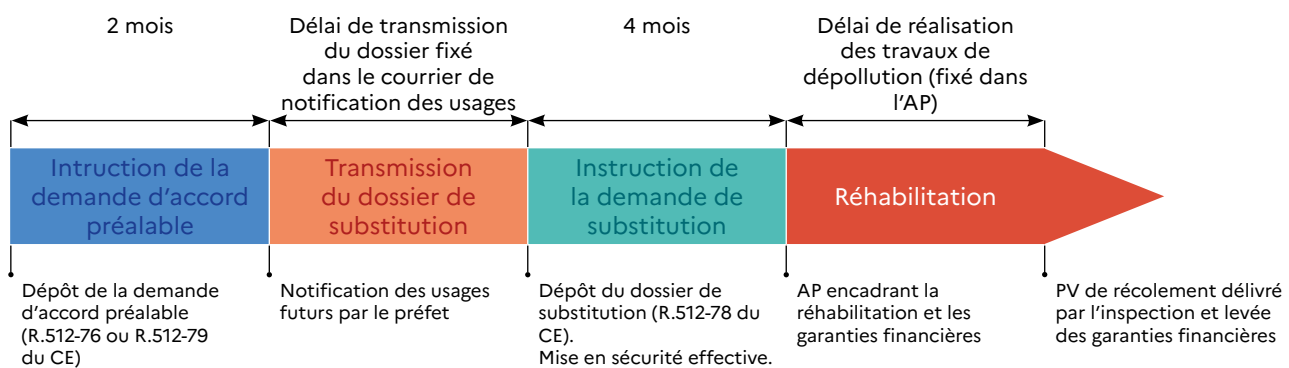 2 mois
Délai de transmission
du dossier fixé
dans le courrier de
notification des usages
4 mois
Délai de réalisation
des travaux de
dépollution (fixé dans
l'AP)
Intruction de la
demande d'accord
préalable
Transmission
du dossier de
substitution
Instruction de
la demande de
substitution
Réhabilitation
Dépôt de la demande
d'accord préalable
(R.512-76 ou R.512-79
du CE)
Notification des usages
futurs par le préfet
Dépôt du dossier de
substitution (R.512-78 du
CE).
Mise en sécurité effective.
AP encadrant la
réhabilitation et les
garanties financières
PV de récolement délivré
par l'inspection et levée
des garanties financières